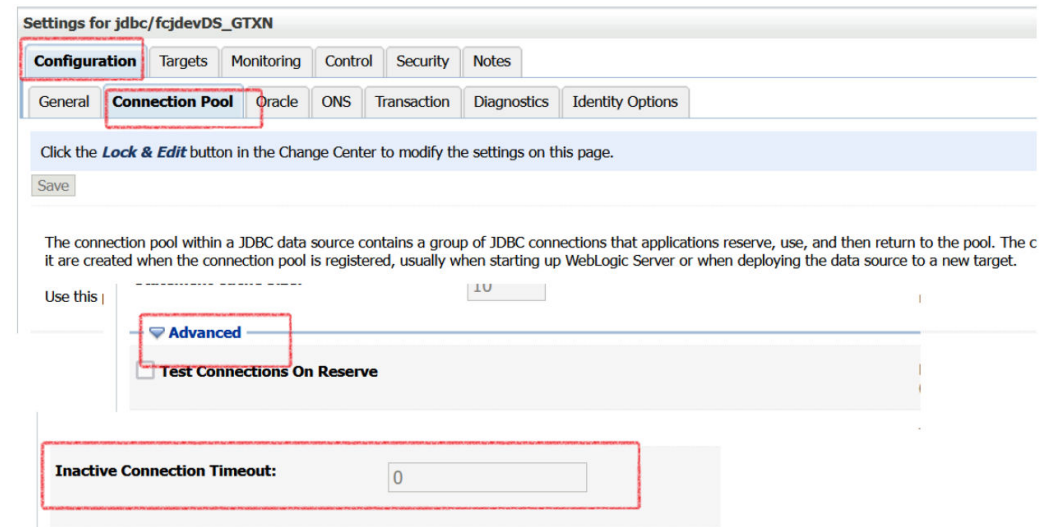 Settings for jdbc/fcjdevDS_GTXN
Configuration Targets Monitoring Control Security Notes
General Connection Pool Oracle ONS Transaction Diagnostics Identity Options
Click the Lock & Edit button in the Change Center to modify the settings on this page.
Save
The connection pool within a JDBC data source contains a group of JDBC connections that applications reserve, use, and then return to the pool. The
it are created when the connection pool is registered, usually when starting up WebLogic Server or when deploying the data source to a new target.
Use this
10
Advanced
Test Connections On Reserve
Inactive Connection Timeout:
0